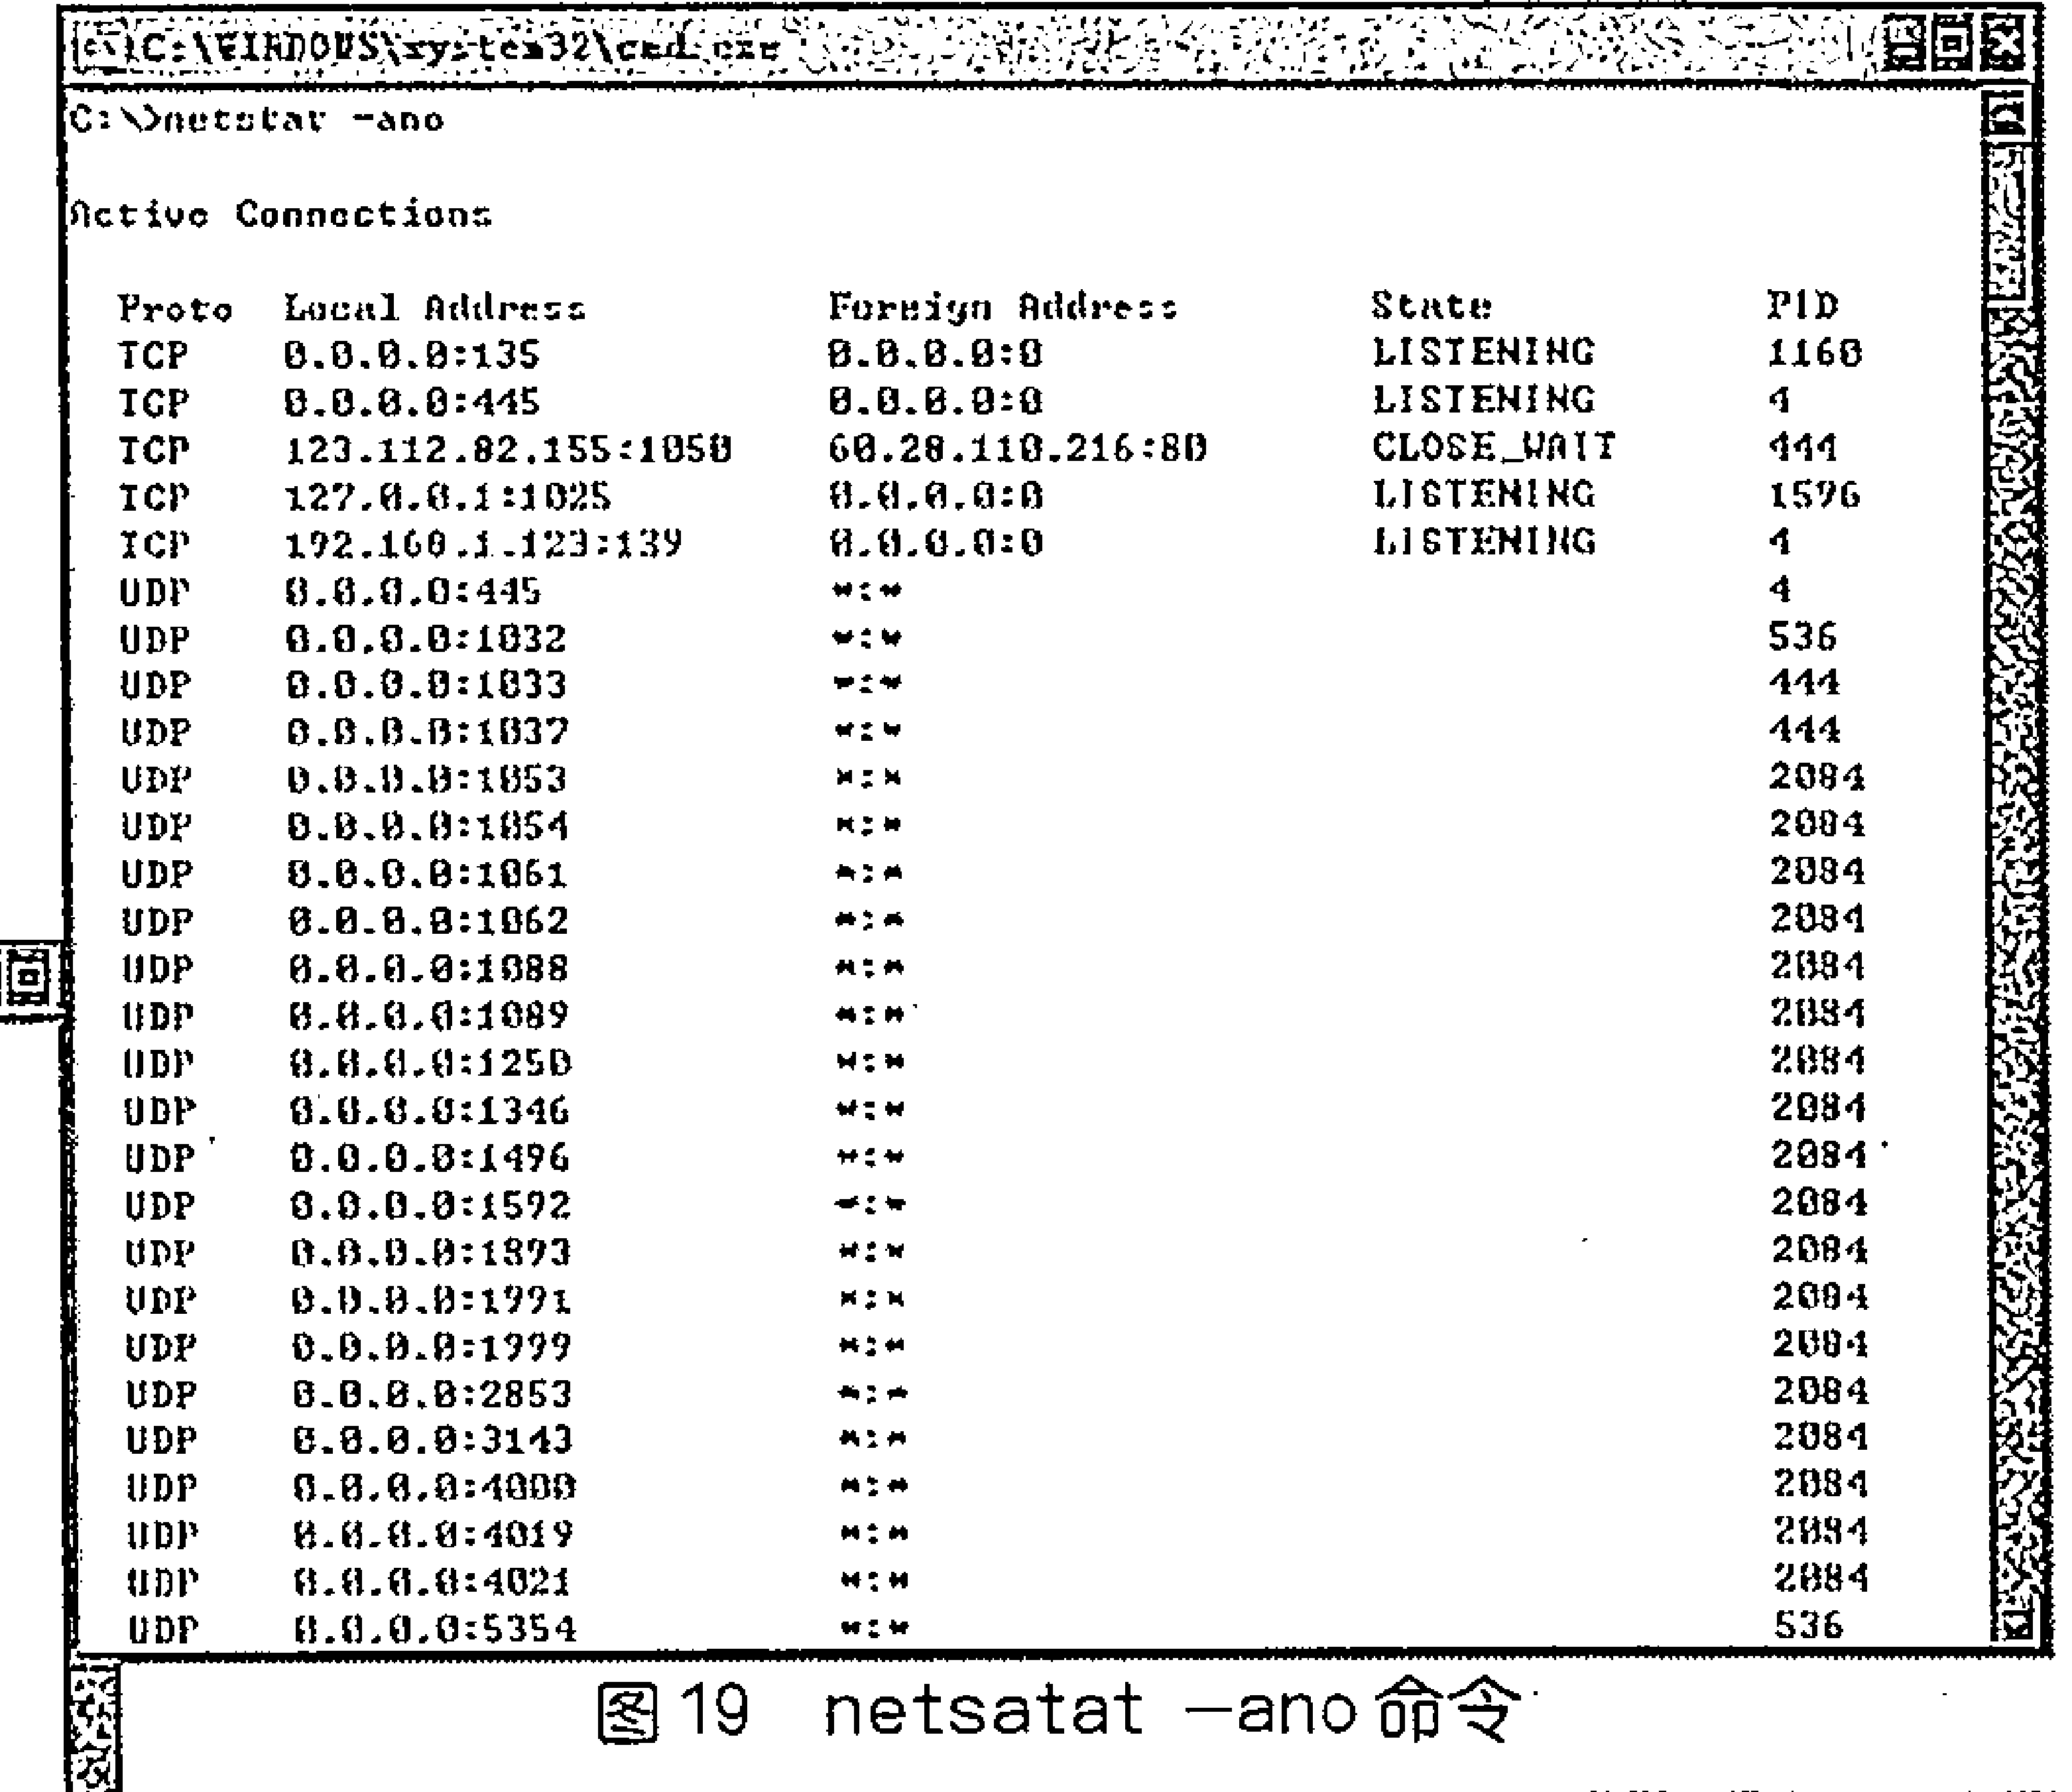 C:\WINDOWS\system32\cmd.exe
C:\>netstat -ano
Active Connections
Proto Local Address Foreign Address State PID
TCP 0.0.0.0:135 0.0.0.0:0 LISTENING 1160
TCP 0.0.0.0:445 0.0.0.0:0 LISTENING 4
TCP 123.112.82.155:1050 60.28.110.216:80 CLOSE_WAIT 444
TCP 127.0.0.1:1025 0.0.0.0:0 LISTENING 1596
TCP 192.168.1.123:139 0.0.0.0:0 LISTENING 4
UDP 0.0.0.0:445 *:* 4
UDP 0.0.0.0:1032 *:* 536
UDP 0.0.0.0:1033 *:* 444
UDP 0.0.0.0:1037 *:* 444
UDP 0.0.0.0:1053 *:* 2084
UDP 0.0.0.0:1054 *:* 2084
UDP 0.0.0.0:1061 *:* 2084
UDP 0.0.0.0:1062 *:* 2084
UDP 0.0.0.0:1088 *:* 2084
UDP 0.0.0.0:1089 *:* 2084
UDP 0.0.0.0:1250 *:* 2084
UDP 0.0.0.0:1346 *:* 2084
UDP 0.0.0.0:1496 *:* 2084
UDP 0.0.0.0:1592 *:* 2084
UDP 0.0.0.0:1893 *:* 2084
UDP 0.0.0.0:1991 *:* 2084
UDP 0.0.0.0:1999 *:* 2084
UDP 0.0.0.0:2853 *:* 2084
UDP 0.0.0.0:3143 *:* 2084
UDP 0.0.0.0:4000 *:* 2084
UDP 0.0.0.0:4019 *:* 2084
UDP 0.0.0.0:4021 *:* 2084
UDP 0.0.0.0:5354 *:* 536
图 19 netsatat —ano 命令